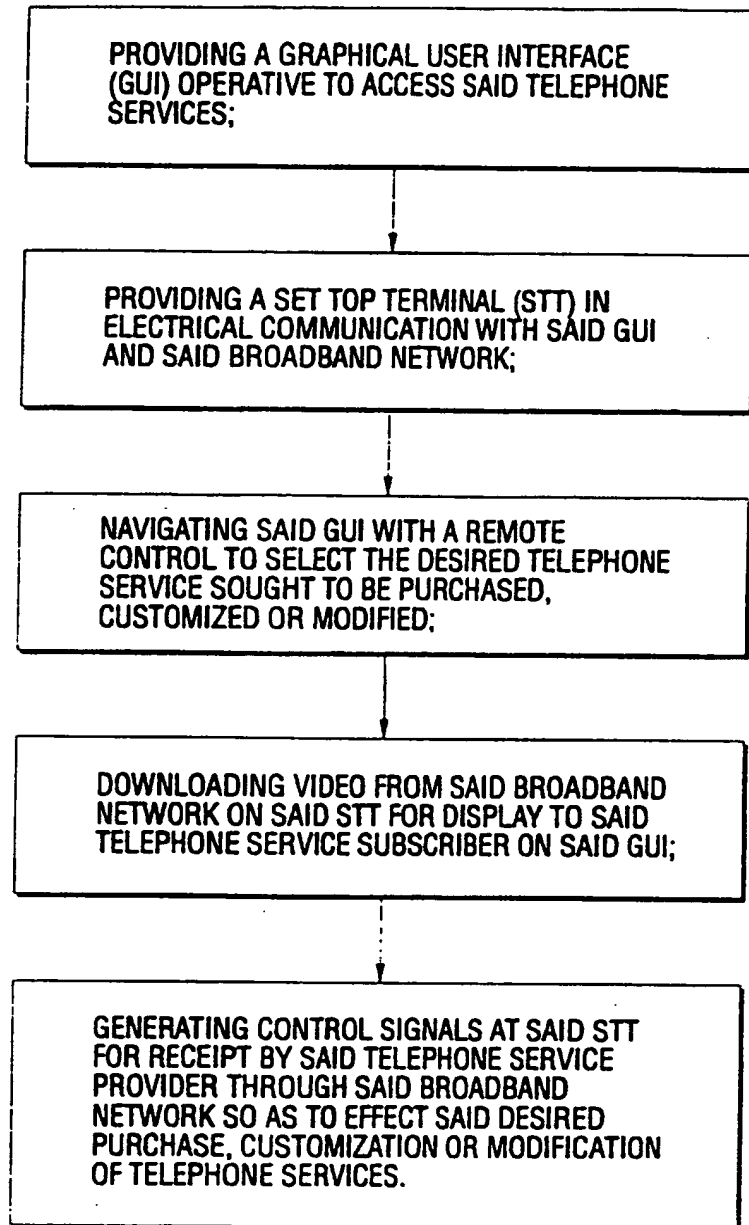 PROVIDING A GRAPHICAL USER INTERFACE
(GUI) OPERATIVE TO ACCESS SAID TELEPHONE
SERVICES;
PROVIDING A SET TOP TERMINAL (STT) IN
ELECTRICAL COMMUNICATION WITH SAID GUI
AND SAID BROADBAND NETWORK;
NAVIGATING SAID GUI WITH A REMOTE
CONTROL TO SELECT THE DESIRED TELEPHONE
SERVICE SOUGHT TO BE PURCHASED,
CUSTOMIZED OR MODIFIED;
DOWNLOADING VIDEO FROM SAID BROADBAND
NETWORK ON SAID STT FOR DISPLAY TO SAID
TELEPHONE SERVICE SUBSCRIBER ON SAID GUI;
GENERATING CONTROL SIGNALS AT SAID STT
FOR RECEIPT BY SAID TELEPHONE SERVICE
PROVIDER THROUGH SAID BROADBAND
NETWORK SO AS TO EFFECT SAID DESIRED
PURCHASE, CUSTOMIZATION OR MODIFICATION
OF TELEPHONE SERVICES.